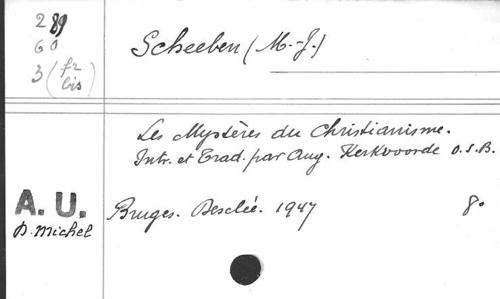 289
60
3 (fr
bis)
Scheeben (M.-J.)
Les Mystères du Christianisme.
Intr. et Trad. par Aug. Kerkvoorde O.S.B.
A. U.
D. Michel
Bruges. Desclée. 1947
8°